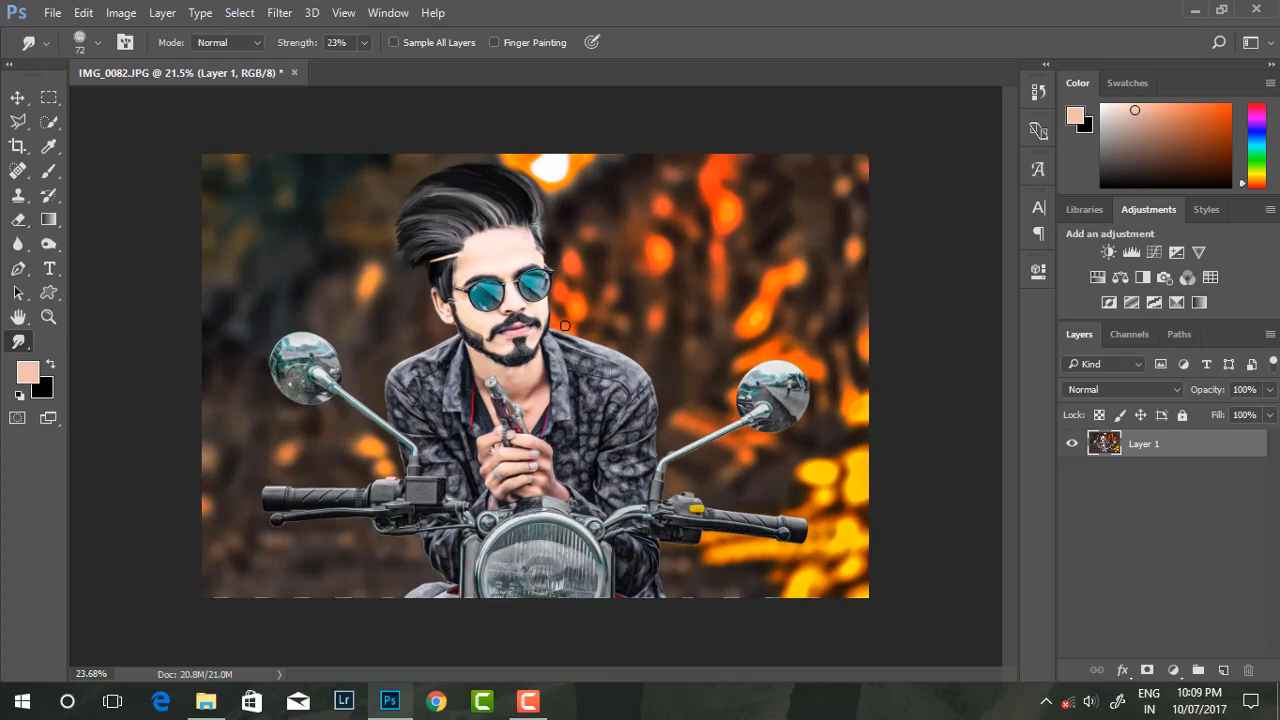 Ps File Edit Image Layer Type Select Filter 3D View Window Help
72 Mode: Normal Strength: 23% Sample All Layers Finger Painting
IMG_0082.JPG @ 21.5% (Layer 1, RGB/8) * ×
Color Swatches
Libraries Adjustments Styles
Add an adjustment
Layers Channels Paths
Kind
Normal Opacity: 100%
Lock: Fill: 100%
Layer 1
23.68% Doc: 20.8M/21.0M
Lr Ps C C
ENG
IN
10:09 PM
10/07/2017